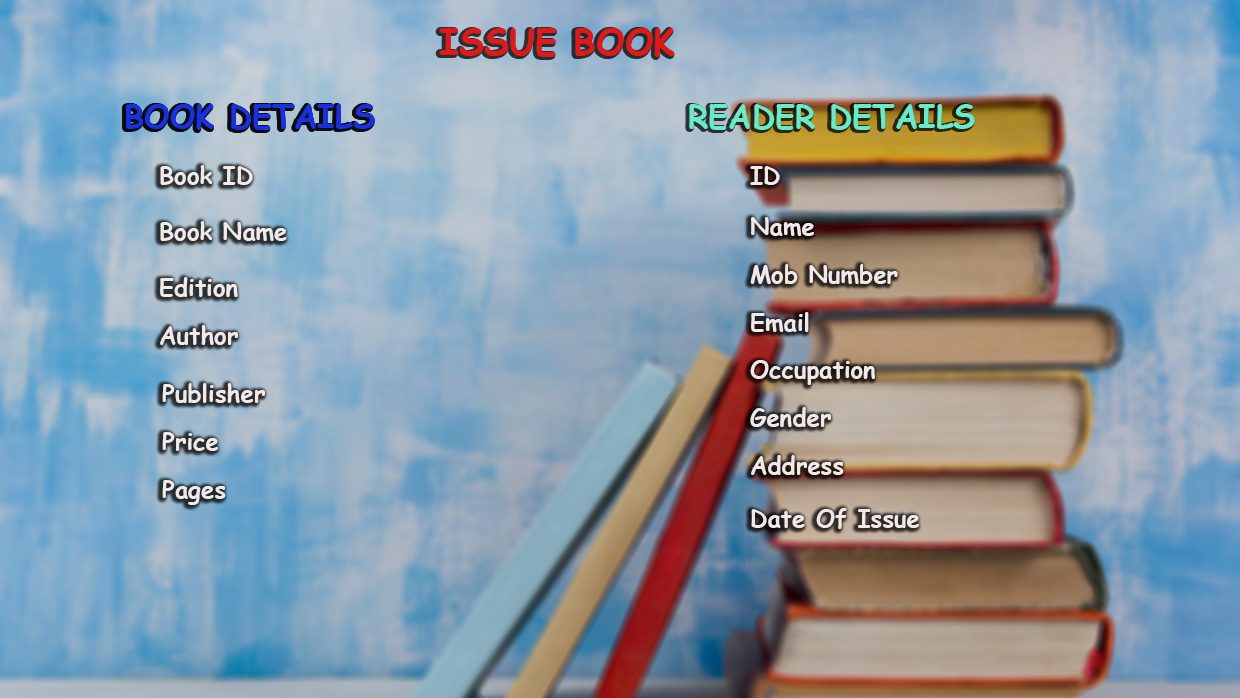 ISSUE BOOK
BOOK DETAILS
Book ID
Book Name
Edition
Author
Publisher
Price
Pages
READER DETAILS
ID
Name
Mob Number
Email
Occupation
Gender
Address
Date Of Issue